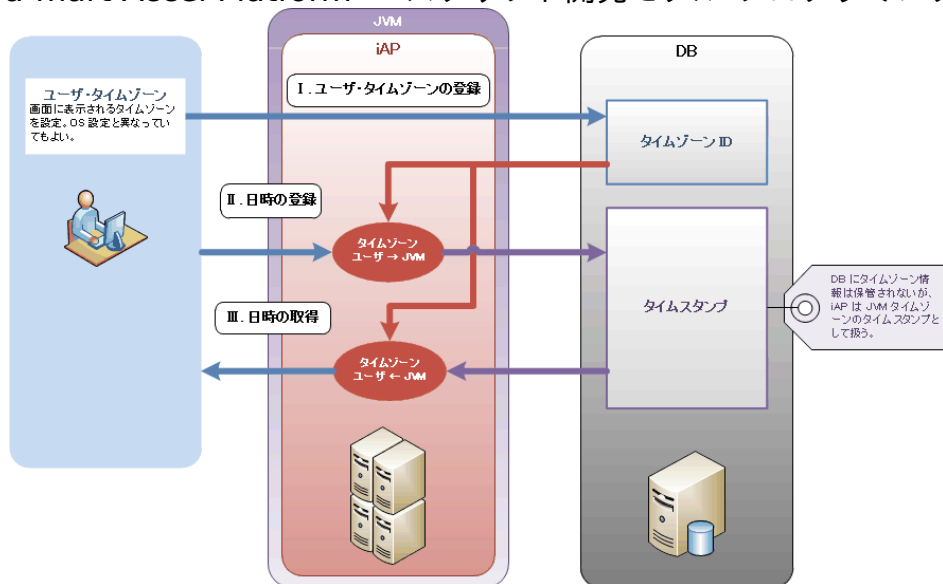 JVM
iAP
DB
ユーザ・タイムゾーン
画面に表示されるタイムゾーン
を設定。OS 設定と異なってい
てもよい。
Ⅰ.ユーザ・タイムゾーンの登録
タイムゾーン ID
Ⅱ.日時の登録
タイムゾーン
ユーザ → JVM
タイムスタンプ
DB にタイムゾーン情
報は保管されないが、
iAP は JVM タイムゾ
ーンのタイムスタンプと
して扱う。
Ⅲ.日時の取得
タイムゾーン
ユーザ ← JVM